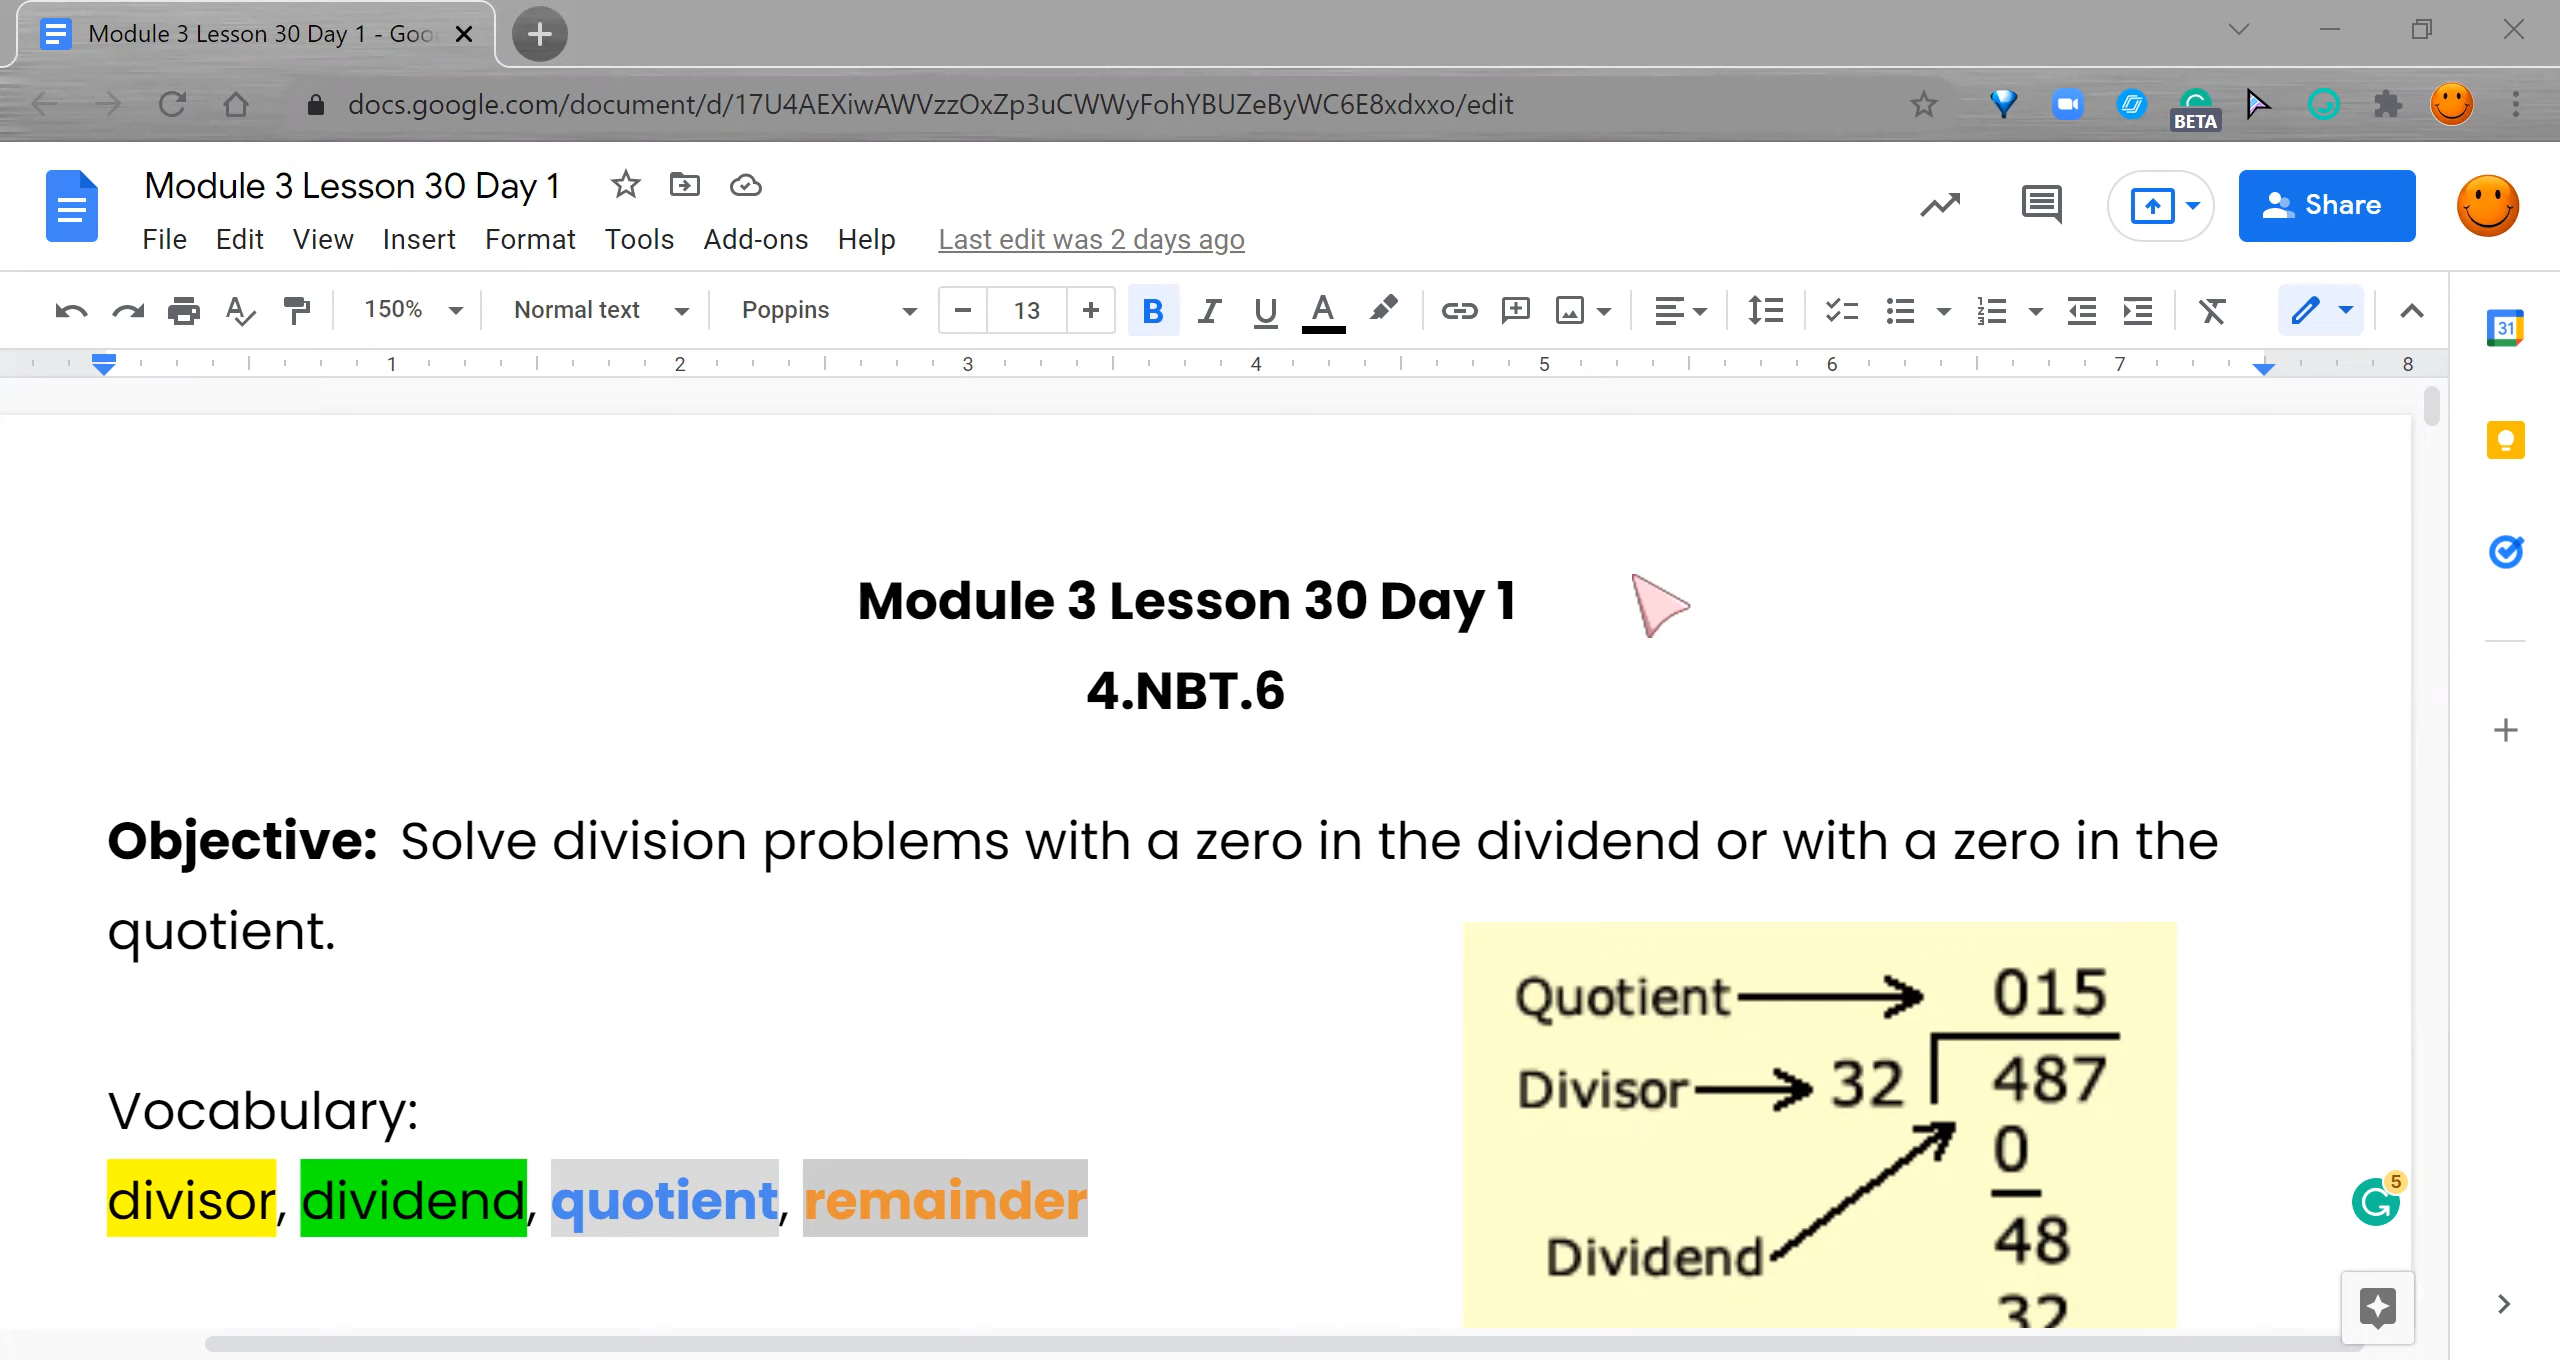 Module 3 Lesson 30 Day 1 - Goo
docs.google.com/document/d/17U4AEXiwAWVzzOxZp3uCWWyFohYBUZeByWC6E8xdxxo/edit
BETA
Module 3 Lesson 30 Day 1
File Edit View Insert Format Tools Add-ons Help Last edit was 2 days ago
Share
150% Normal text Poppins 13 B I U A
31
1 2 3 4 5 6 7 8
Module 3 Lesson 30 Day 1
4.NBT.6
Objective: Solve division problems with a zero in the dividend or with a zero in the
quotient.
Quotient 015
Divisor 32 487
0
Dividend 48
32
Vocabulary:
divisor, dividend, quotient, remainder
5